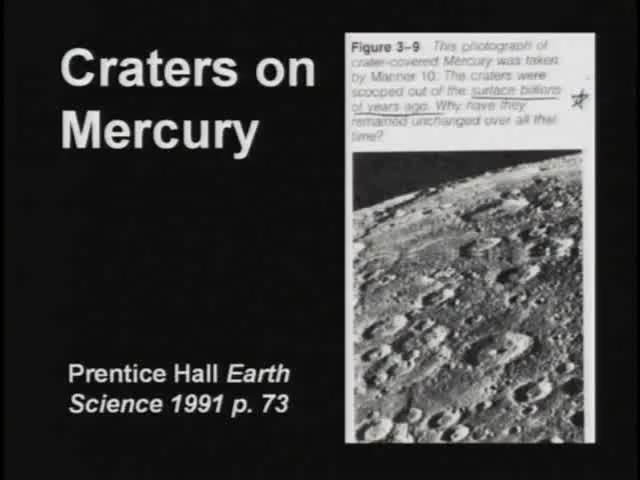 Craters on
Mercury
Figure 3–9 This photograph of
crater-covered Mercury was taken
by Mariner 10. The craters were
scooped out of the surface billions
of years ago. Why have they
remained unchanged over all that
time?
Prentice Hall Earth
Science 1991 p. 73